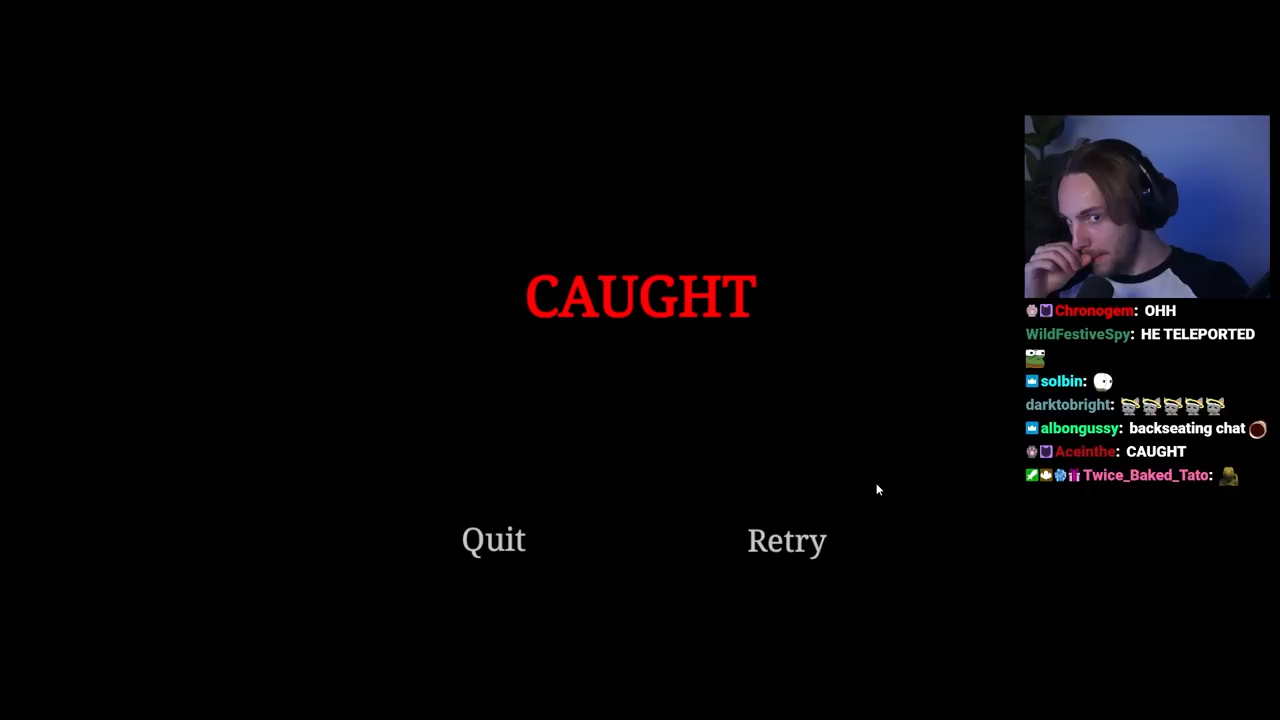 CAUGHT
Quit
Retry
Chronogem: OHH
WildFestiveSpy: HE TELEPORTED
solbin:
darktobright:
albongussy: backseating chat
Aceinthe: CAUGHT
Twice_Baked_Tato: